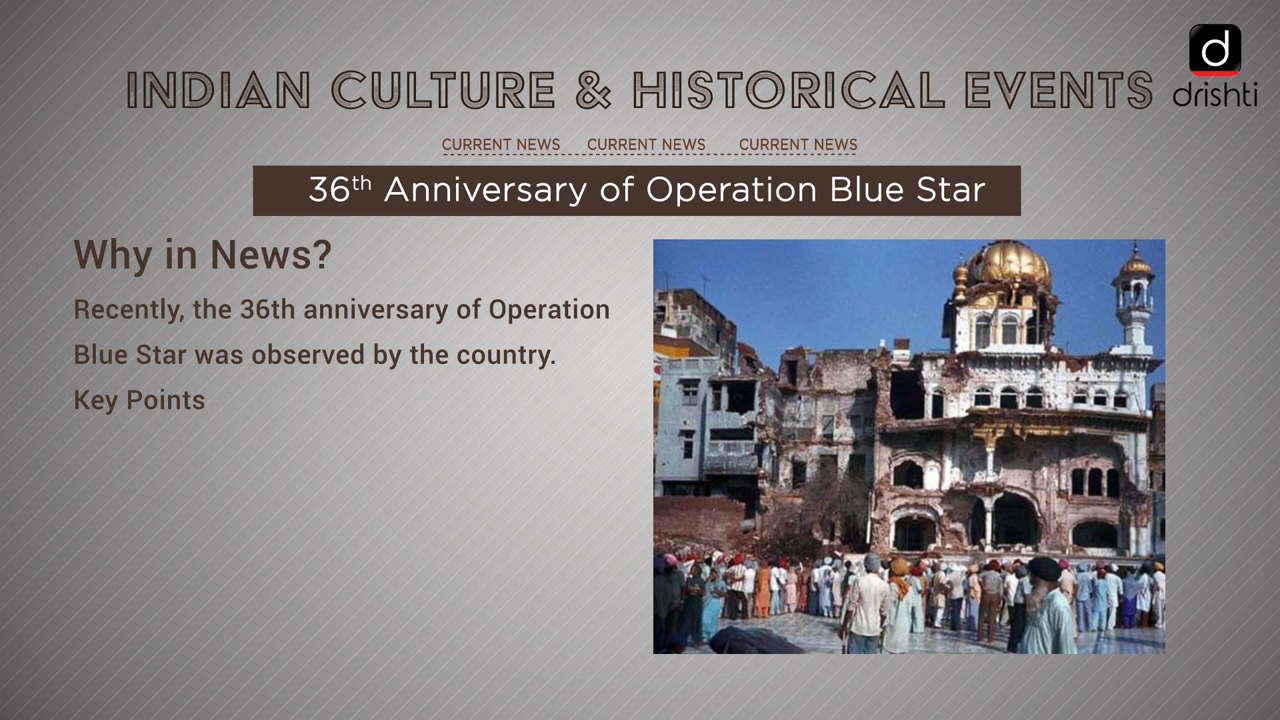 INDIAN CULTURE & HISTORICAL EVENTS
d
drishti
CURRENT NEWS CURRENT NEWS CURRENT NEWS
36th Anniversary of Operation Blue Star
Why in News?
Recently, the 36th anniversary of Operation
Blue Star was observed by the country.
Key Points